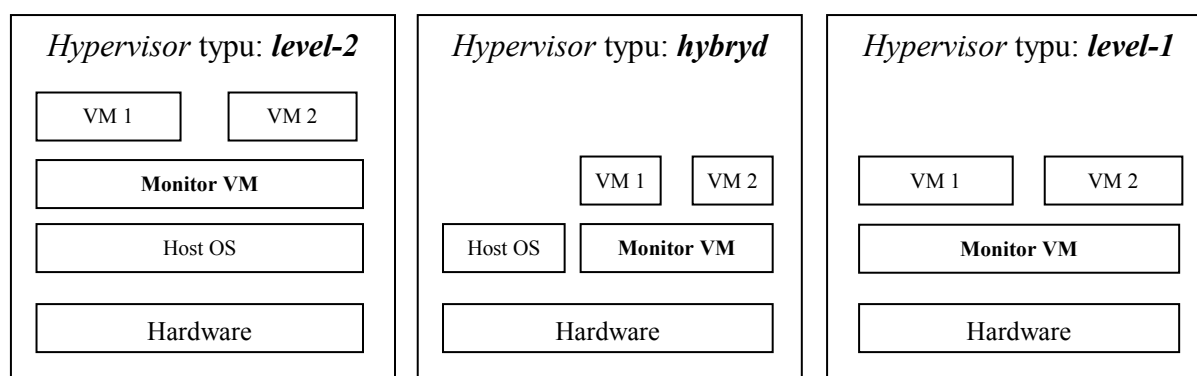 Hypervisor typu: level-2
VM 1
VM 2
Monitor VM
Host OS
Hardware
Hypervisor typu: hybryd
VM 1
VM 2
Host OS
Monitor VM
Hardware
Hypervisor typu: level-1
VM 1
VM 2
Monitor VM
Hardware